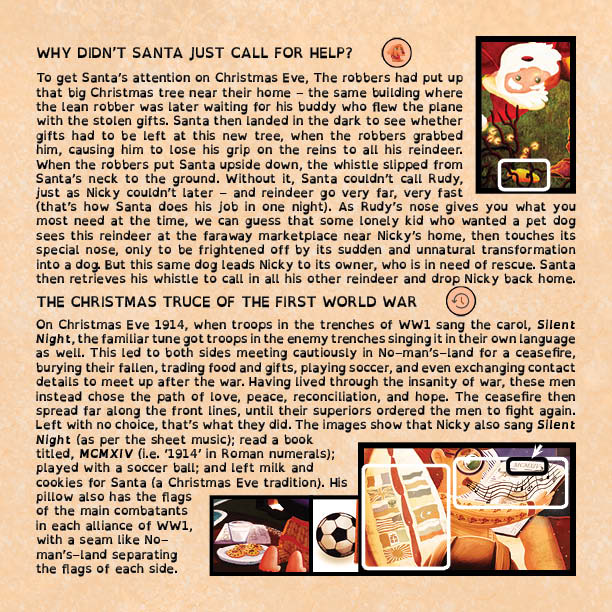 WHY DIDN'T SANTA JUST CALL FOR HELP?
To get Santa's attention on Christmas Eve, The robbers had put up
that big Christmas tree near their home – the same building where
the lean robber was later waiting for his buddy who flew the plane
with the stolen gifts. Santa then landed in the dark to see whether
gifts had to be left at this new tree, when the robbers grabbed
him, causing him to lose his grip on the reins to all his reindeer.
When the robbers put Santa upside down, the whistle slipped from
Santa's neck to the ground. Without it, Santa couldn't call Rudy,
just as Nicky couldn't later – and reindeer go very far, very fast
(that's how Santa does his job in one night). As Rudy's nose gives you what you
most need at the time, we can guess that some lonely kid who wanted a pet dog
sees this reindeer at the faraway marketplace near Nicky's home, then touches its
special nose, only to be frightened off by its sudden and unnatural transformation
into a dog. But this same dog leads Nicky to its owner, who is in need of rescue. Santa
then retrieves his whistle to call in all his other reindeer and drop Nicky back home.
THE CHRISTMAS TRUCE OF THE FIRST WORLD WAR
On Christmas Eve 1914, when troops in the trenches of WW1 sang the carol, Silent
Night, the familiar tune got troops in the enemy trenches singing it in their own language
as well. This led to both sides meeting cautiously in No–man's–land for a ceasefire,
burying their fallen, trading food and gifts, playing soccer, and even exchanging contact
details to meet up after the war. Having lived through the insanity of war, these men
instead chose the path of love, peace, reconciliation, and hope. The ceasefire then
spread far along the front lines, until their superiors ordered the men to fight again.
Left with no choice, that's what they did. The images show that Nicky also sang Silent
Night (as per the sheet music); read a book
titled, MCMXIV (i.e. '1914' in Roman numerals);
played with a soccer ball; and left milk and
cookies for Santa (a Christmas Eve tradition). His
pillow also has the flags
of the main combatants
in each alliance of WW1,
with a seam like No–
man's–land separating
the flags of each side.
MCMXIV